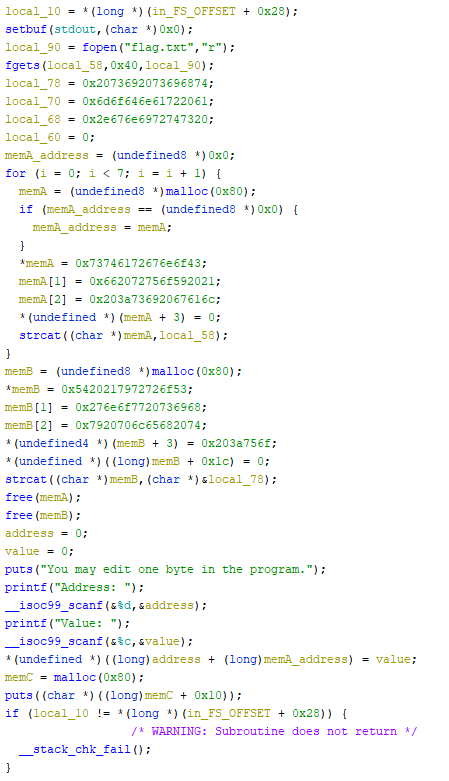 local_10 = *(long *)(in_FS_OFFSET + 0x28);
setbuf(stdout,(char *)0x0);
local_90 = fopen("flag.txt","r");
fgets(local_58,0x40,local_90);
local_78 = 0x2073692073696874;
local_70 = 0x6d6f646e61722061;
local_68 = 0x2e676e6972747320;
local_60 = 0;
memA_address = (undefined8 *)0x0;
for (i = 0; i < 7; i = i + 1) {
memA = (undefined8 *)malloc(0x80);
if (memA_address == (undefined8 *)0x0) {
memA_address = memA;
}
*memA = 0x73746172676e6f43;
memA[1] = 0x662072756f592021;
memA[2] = 0x203a73692067616c;
*(undefined *)(memA + 3) = 0;
strcat((char *)memA,local_58);
}
memB = (undefined8 *)malloc(0x80);
*memB = 0x5420217972726f53;
memB[1] = 0x276e6f7720736968;
memB[2] = 0x7920706c65682074;
*(undefined4 *)(memB + 3) = 0x203a756f;
*(undefined *)((long)memB + 0x1c) = 0;
strcat((char *)memB,(char *)&local_78);
free(memA);
free(memB);
address = 0;
value = 0;
puts("You may edit one byte in the program.");
printf("Address: ");
__isoc99_scanf(&%d,&address);
printf("Value: ");
__isoc99_scanf(&%c,&value);
*(undefined *)((long)address + (long)memA_address) = value;
memC = malloc(0x80);
puts((char *)((long)memC + 0x10));
if (local_10 != *(long *)(in_FS_OFFSET + 0x28)) {
/* WARNING: Subroutine does not return */
__stack_chk_fail();
}